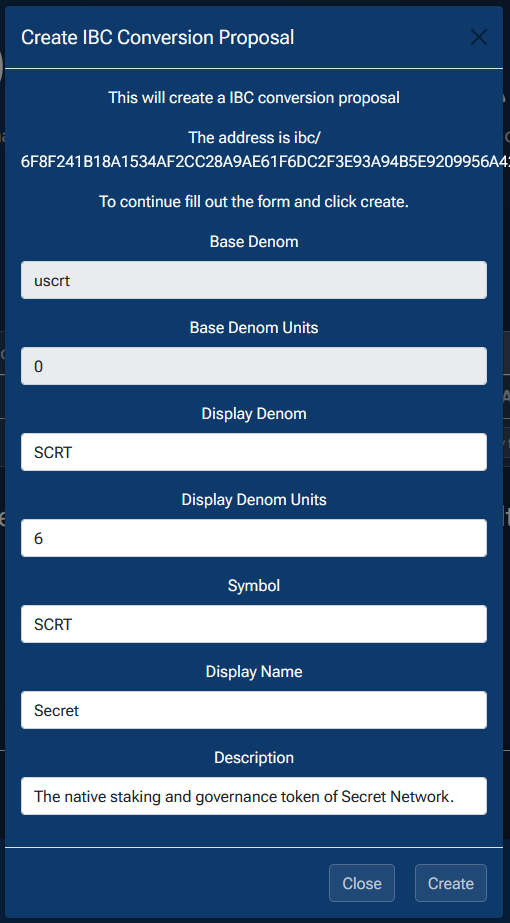 Create IBC Conversion Proposal
This will create a IBC conversion proposal
The address is ibc/
6F8F241B18A1534AF2CC28A9AE61F6DC2F3E93A94B5E9209956A4
To continue fill out the form and click create.
Base Denom
uscrt
Base Denom Units
0
Display Denom
SCRT
Display Denom Units
6
Symbol
SCRT
Display Name
Secret
Description
The native staking and governance token of Secret Network.
Close
Create